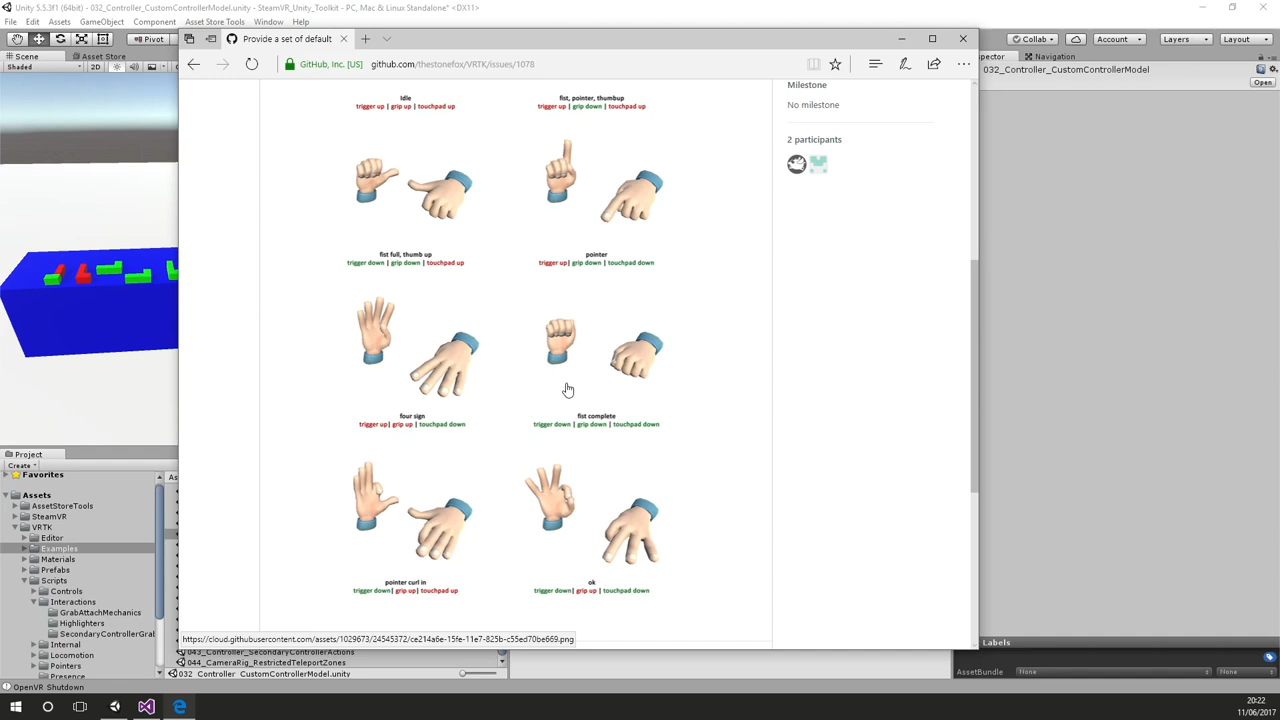 Unity 5.5.3f1 (64bit) - 032_Controller_CustomControllerModel.unity - SteamVR_Unity_Toolkit - PC, Mac & Linux Standalone* <DX11>
File Edit Assets GameObject Component Asset Store Tools Window Help
Pivot
Collab Account Layers Layout
Scene Asset Store
Shaded 2D
Provide a set of default
GitHub, Inc. [US] github.com/thestonefox/VRTK/issues/1078
Navigation
032_Controller_CustomControllerModel
Open
Milestone
No milestone
2 participants
Idle
trigger up | grip up | touchpad up
fist, pointer, thumbup
trigger up | grip down | touchpad up
fist full, thumb up
trigger down | grip down | touchpad up
pointer
trigger up| grip down | touchpad down
four sign
trigger up| grip up | touchpad down
fist complete
trigger down | grip down | touchpad down
pointer curl in
trigger down| grip up| touchpad up
ok
trigger down| grip up | touchpad down
https://cloud.githubusercontent.com/assets/1029673/24545372/ce214a6e-15fe-11e7-825b-c55ed70be669.png
Project
Create
Favorites
Assets
AssetStoreTools
SteamVR
VRTK
Editor
Examples
Materials
Prefabs
Scripts
Controls
Interactions
GrabAttachMechanics
Highlighters
SecondaryControllerGrab
Internal
Locomotion
Pointers
Presence
043_Controller_SecondaryControllerActions
044_CameraRig_RestrictedTeleportZones
032_Controller_CustomControllerModel.unity
Labels
AssetBundle None None
OpenVR Shutdown
20:22
11/06/2017